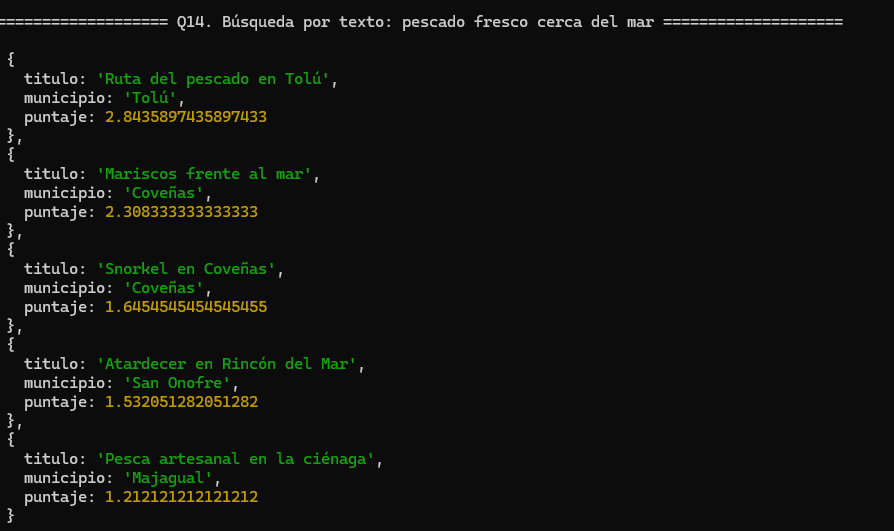 =================== Q14. Búsqueda por texto: pescado fresco cerca del mar ====================
{
  titulo: 'Ruta del pescado en Tolú',
  municipio: 'Tolú',
  puntaje: 2.8435897435897433
},
{
  titulo: 'Mariscos frente al mar',
  municipio: 'Coveñas',
  puntaje: 2.308333333333333
},
{
  titulo: 'Snorkel en Coveñas',
  municipio: 'Coveñas',
  puntaje: 1.6454545454545455
},
{
  titulo: 'Atardecer en Rincón del Mar',
  municipio: 'San Onofre',
  puntaje: 1.532051282051282
},
{
  titulo: 'Pesca artesanal en la ciénaga',
  municipio: 'Majagual',
  puntaje: 1.212121212121212
}